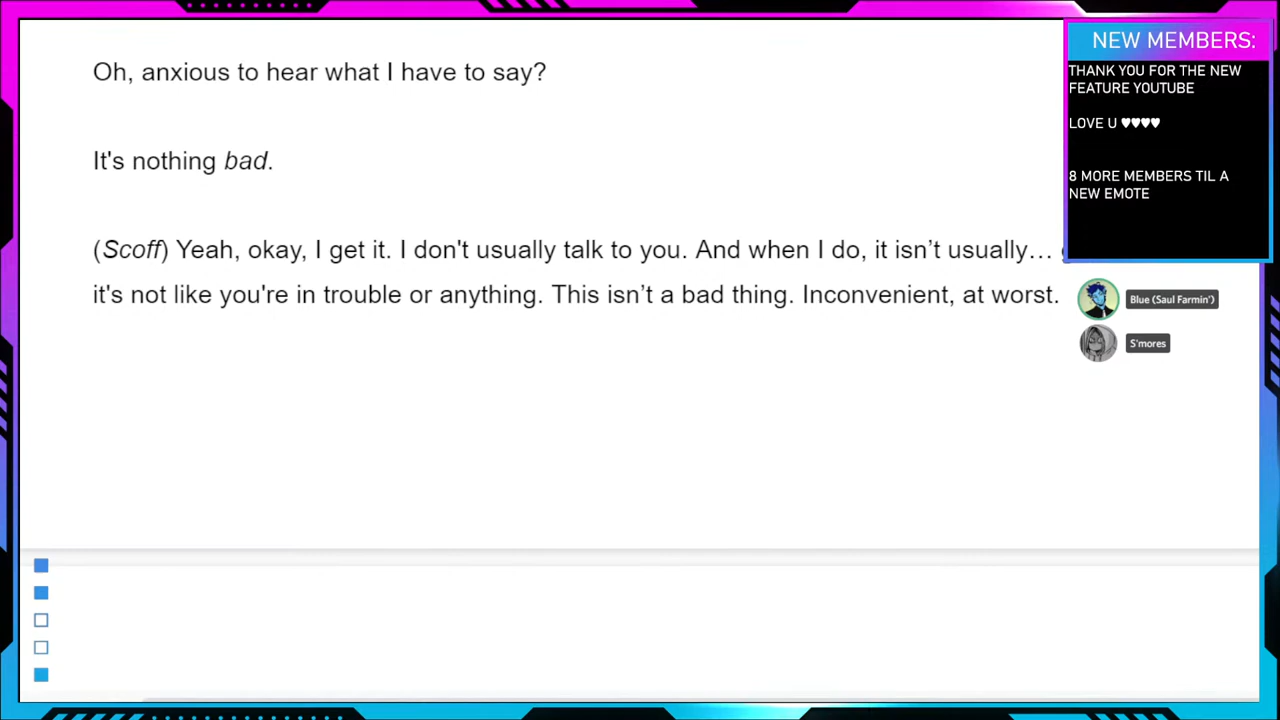 Oh, anxious to hear what I have to say?
It's nothing bad.
(Scoff) Yeah, okay, I get it. I don't usually talk to you. And when I do, it isn’t usually…
it's not like you're in trouble or anything. This isn’t a bad thing. Inconvenient, at worst.
NEW MEMBERS:
THANK YOU FOR THE NEW
FEATURE YOUTUBE
LOVE U ♥♥♥♥
8 MORE MEMBERS TIL A
NEW EMOTE
Blue (Saul Farmin’)
S'mores